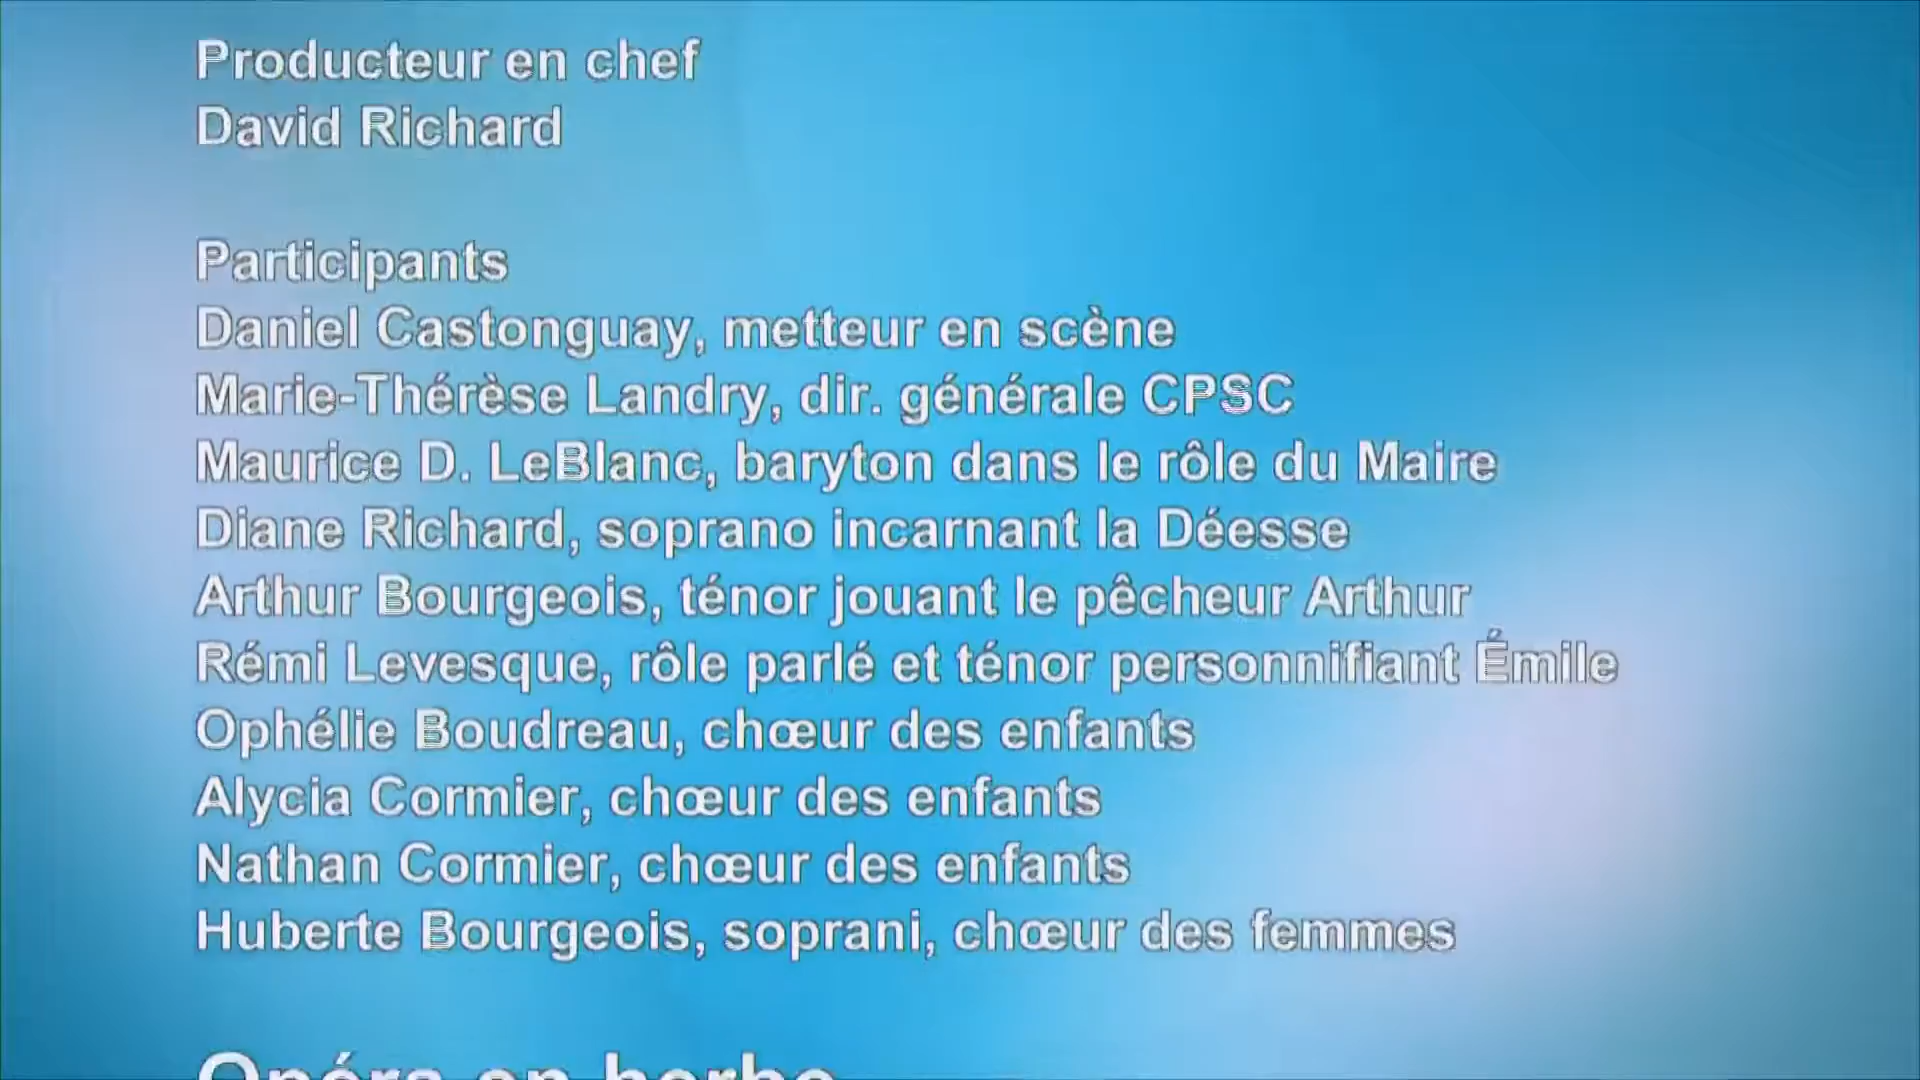 Producteur en chef
David Richard
Participants
Daniel Castonguay, metteur en scène
Marie-Thérèse Landry, dir. générale CPSC
Maurice D. LeBlanc, baryton dans le rôle du Maire
Diane Richard, soprano incarnant la Déesse
Arthur Bourgeois, ténor jouant le pêcheur Arthur
Rémi Levesque, rôle parlé et ténor personnifiant Émile
Ophélie Boudreau, chœur des enfants
Alycia Cormier, chœur des enfants
Nathan Cormier, chœur des enfants
Huberte Bourgeois, soprani, chœur des femmes
Opéra en herbe